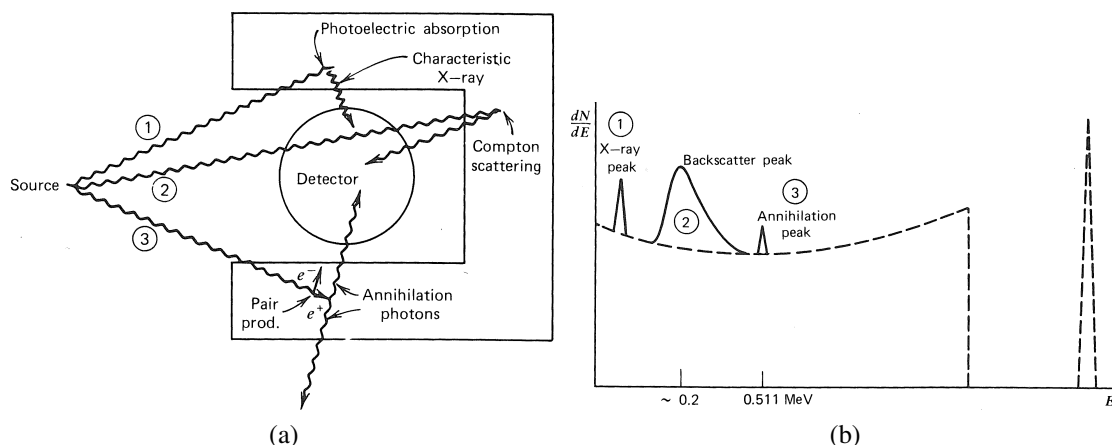 Photoelectric absorption
Characteristic
X–ray
1
Compton
scattering
Source
2
Detector
3
e−
Pair
prod.
e+
Annihilation
photons
(a)
dN
dE
1
X–ray
peak
Backscatter peak
2
3
Annihilation
peak
~ 0.2
0.511 MeV
E
(b)